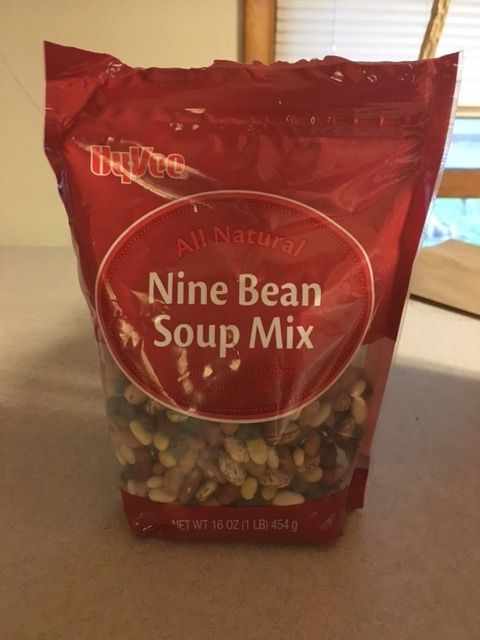 HyVee
All Natural
Nine Bean
Soup Mix
NET WT 16 OZ (1 LB) 454 g